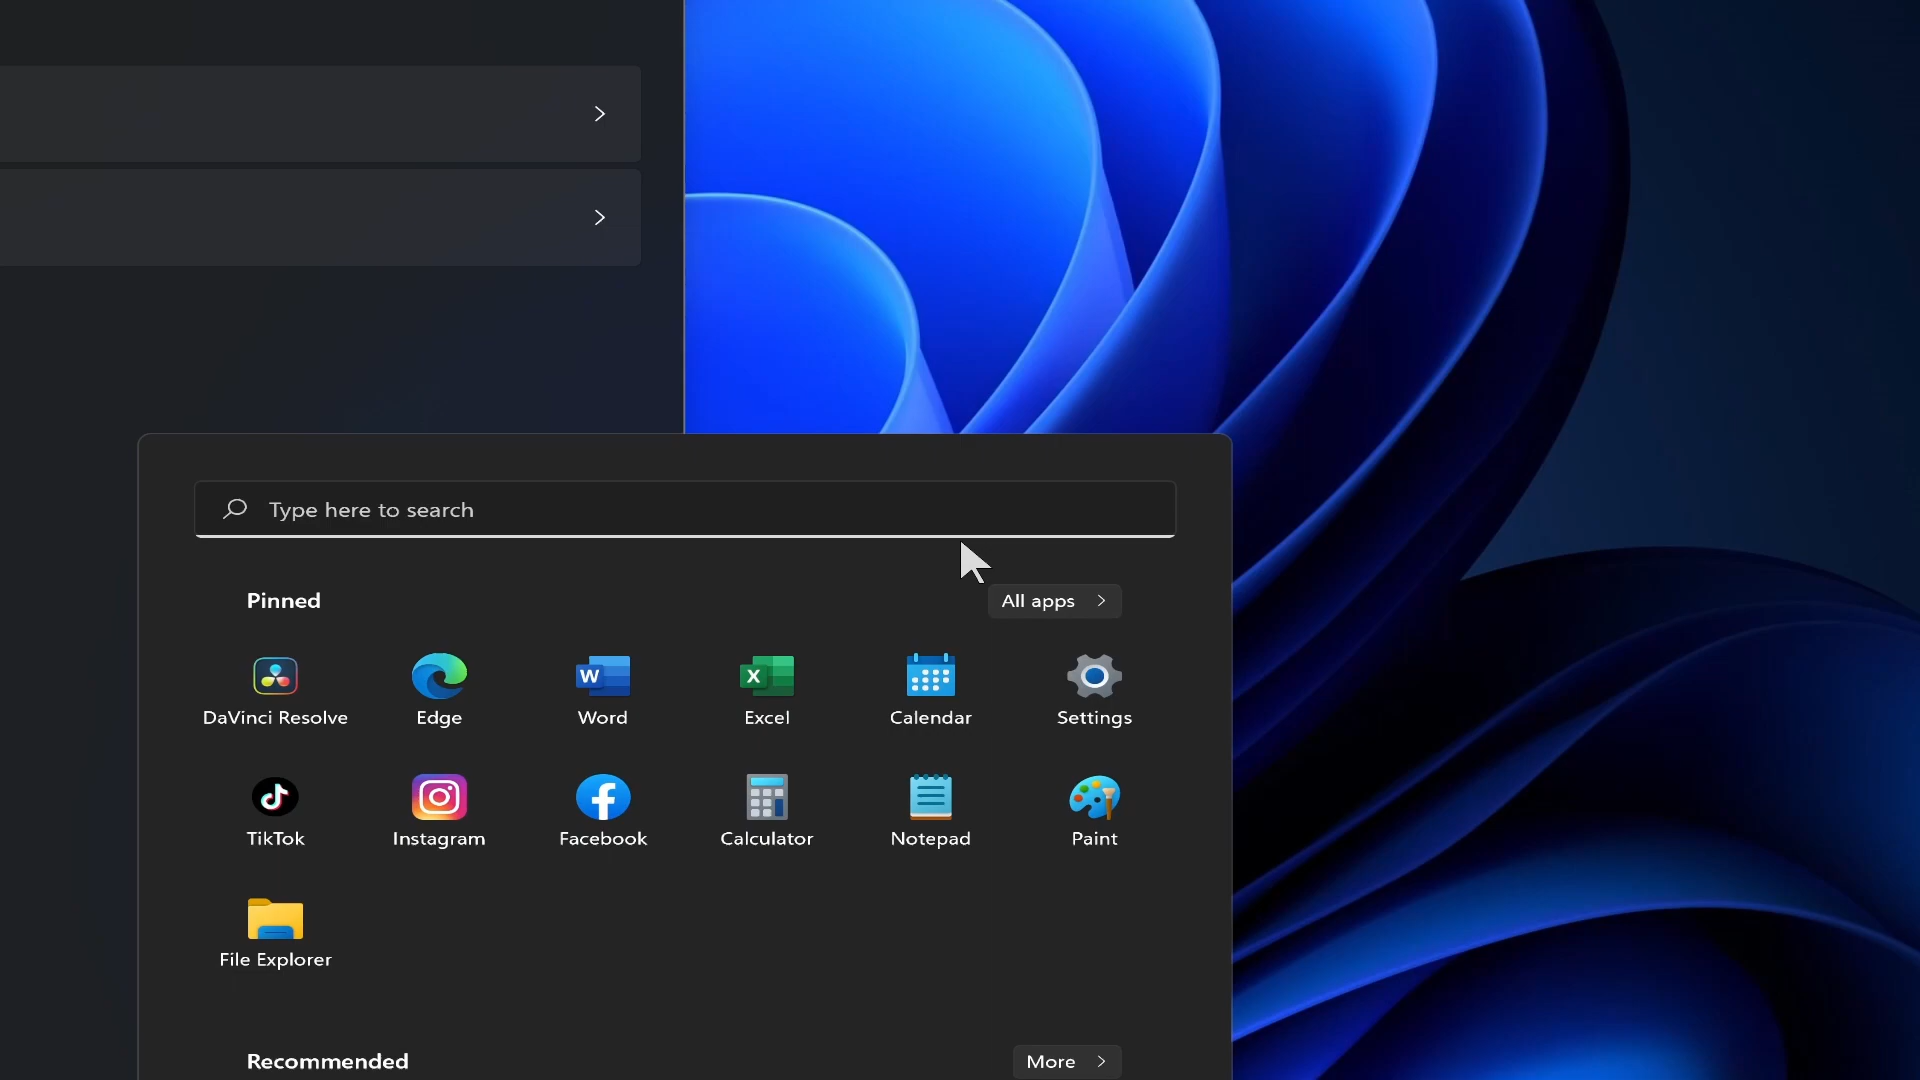 Type here to search
Pinned
All apps
DaVinci Resolve
Edge
W
Word
X
Excel
Calendar
Settings
TikTok
Instagram
Facebook
Calculator
Notepad
Paint
File Explorer
Recommended
More